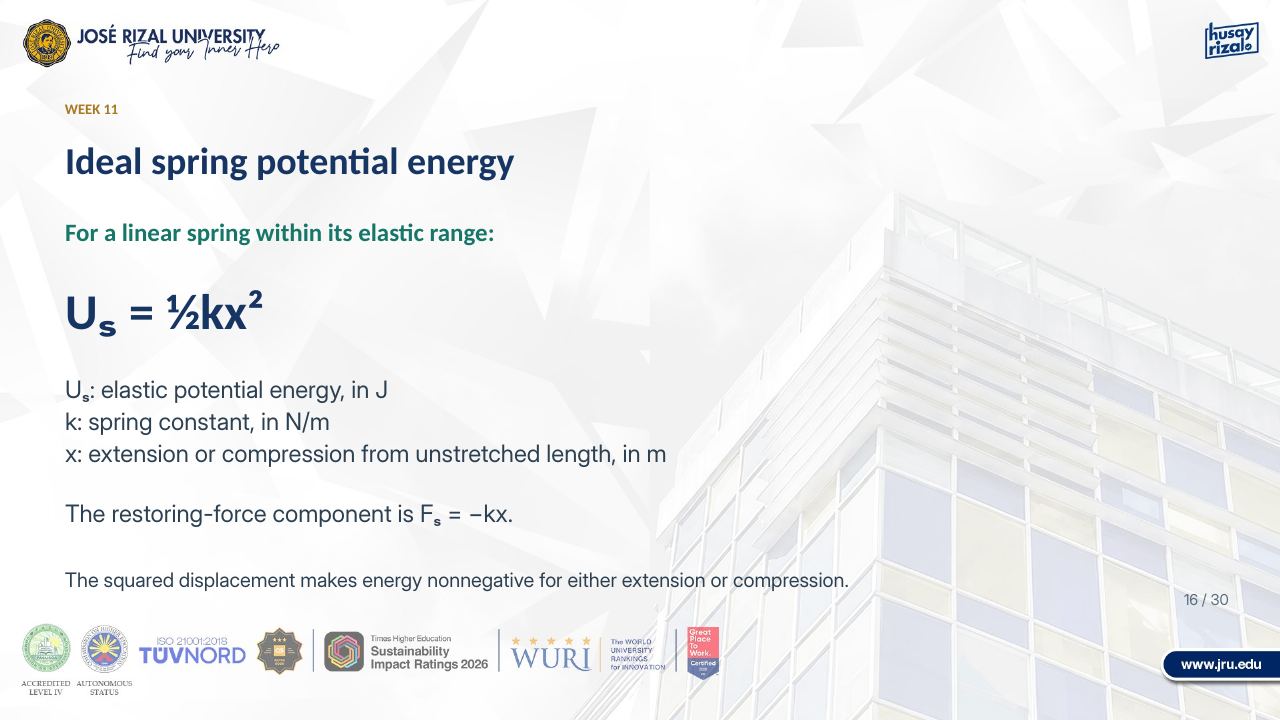 JOSÉ RIZAL UNIVERSITY
Find your Inner Hero
husay
rizal
WEEK 11
Ideal spring potential energy
For a linear spring within its elastic range:
Uₛ = ½kx²
Uₛ: elastic potential energy, in J
k: spring constant, in N/m
x: extension or compression from unstretched length, in m
The restoring-force component is Fₛ = −kx.
The squared displacement makes energy nonnegative for either extension or compression.
16 / 30
ACCREDITED
LEVEL IV
AUTONOMOUS
STATUS
ISO 21001:2018
TÜVNORD
Times Higher Education
Sustainability
Impact Ratings 2026
WURI
The WORLD
UNIVERSITY
RANKINGS
for INNOVATION
Great
Place
To
Work.
Certified
www.jru.edu